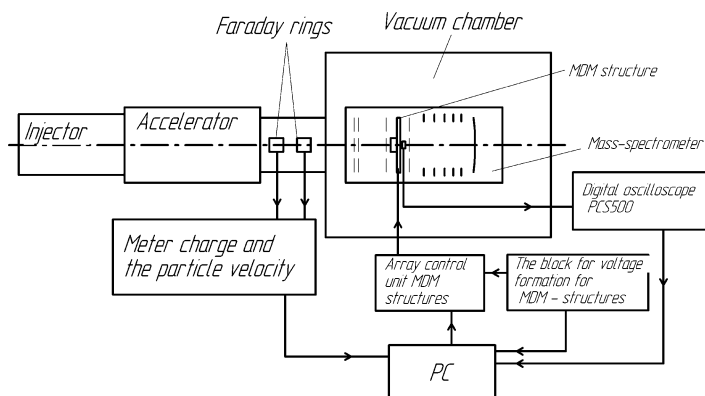 Faraday rings
Vacuum chamber
MDM structure
Injector
Accelerator
Mass-spectrometer
Digital oscilloscope
PCS500
Meter charge and
the particle velocity
Array control
unit MDM
structures
The block for voltage
formation for
MDM - structures
PC